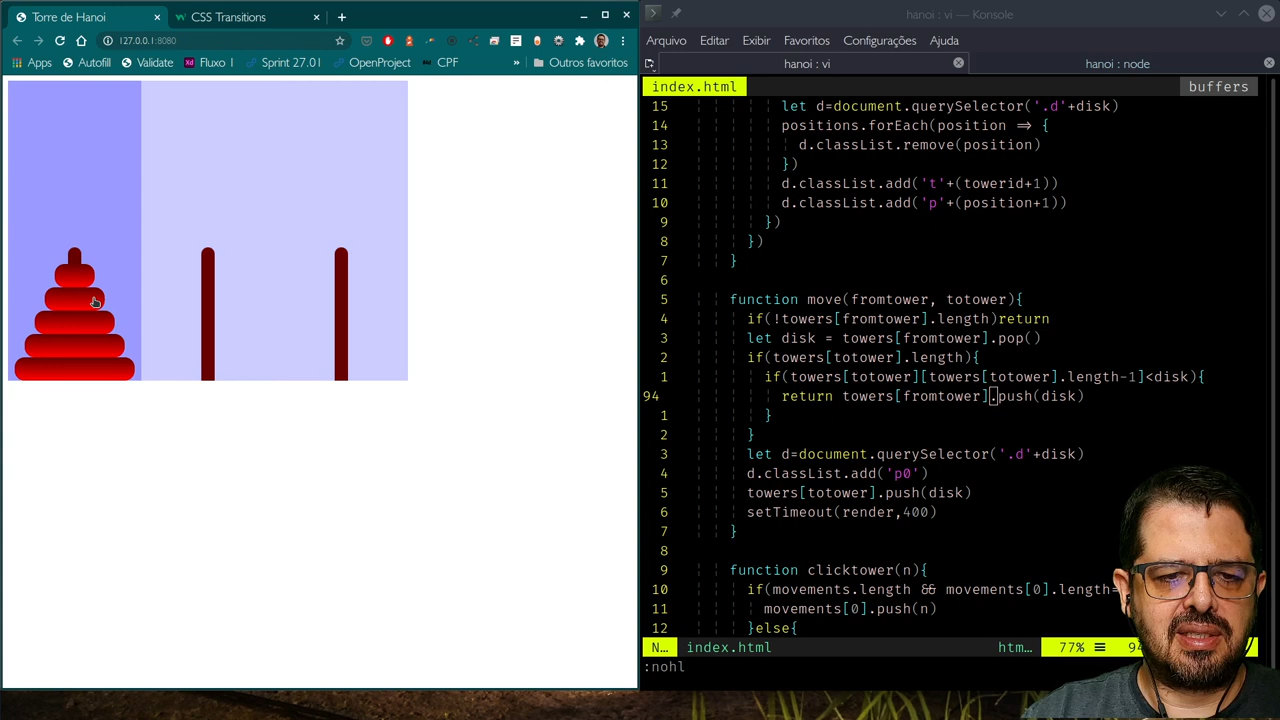 Torre de Hanoi
CSS Transitions
hanoi : vi — Konsole
127.0.0.1:8080
Arquivo Editar Exibir Favoritos Configurações Ajuda
Apps Autofill Validate Fluxo 1 Sprint 27.01 OpenProject CPF » Outros favoritos
hanoi : vi
hanoi : node
index.html
buffers
15 let d=document.querySelector('.d'+disk)
14 positions.forEach(position => {
13 d.classList.remove(position)
12 })
11 d.classList.add('t'+(towerid+1))
10 d.classList.add('p'+(position+1))
9 })
8 })
7 }
6
5 function move(fromtower, totower){
4 if(!towers[fromtower].length)return
3 let disk = towers[fromtower].pop()
2 if(towers[totower].length){
1 if(towers[totower][towers[totower].length-1]<disk){
94 return towers[fromtower].push(disk)
1 }
2 }
3 let d=document.querySelector('.d'+disk)
4 d.classList.add('p0')
5 towers[totower].push(disk)
6 setTimeout(render,400)
7 }
8
9 function clicktower(n){
10 if(movements.length && movements[0].length=
11 movements[0].push(n)
12 }else{
N… index.html htm… 77% ☰
:nohl